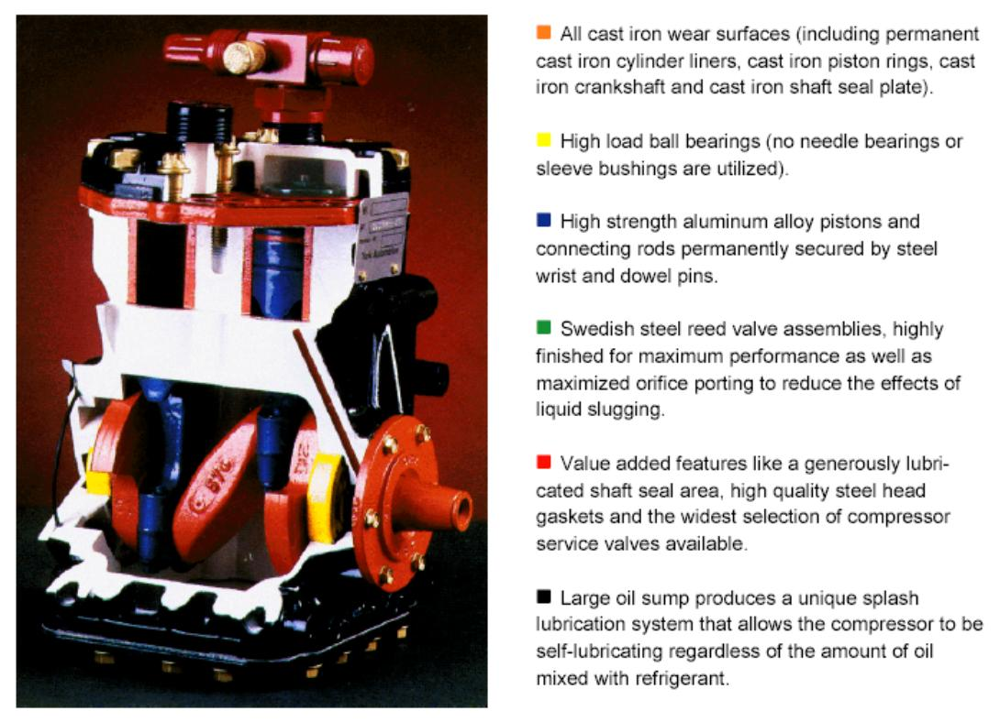 All cast iron wear surfaces (including permanent
cast iron cylinder liners, cast iron piston rings, cast
iron crankshaft and cast iron shaft seal plate).
High load ball bearings (no needle bearings or
sleeve bushings are utilized).
High strength aluminum alloy pistons and
connecting rods permanently secured by steel
wrist and dowel pins.
Swedish steel reed valve assemblies, highly
finished for maximum performance as well as
maximized orifice porting to reduce the effects of
liquid slugging.
Value added features like a generously lubri-
cated shaft seal area, high quality steel head
gaskets and the widest selection of compressor
service valves available.
Large oil sump produces a unique splash
lubrication system that allows the compressor to be
self-lubricating regardless of the amount of oil
mixed with refrigerant.
York Automotive